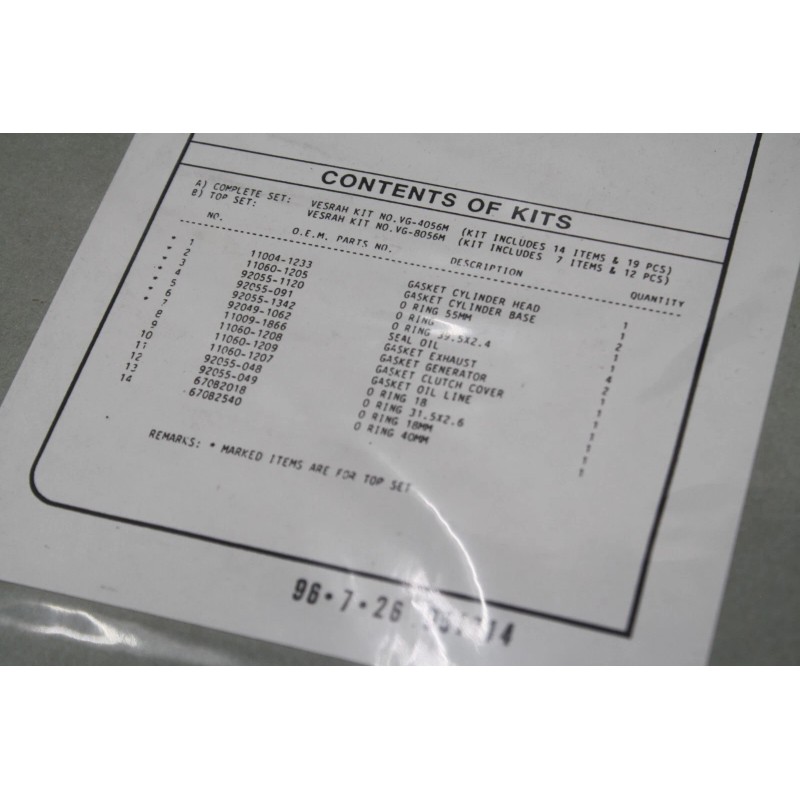 CONTENTS OF KITS
A) COMPLETE SET: VESRAH KIT NO.VG-4056M (KIT INCLUDES 14 ITEMS & 19 PCS)
B) TOP SET: VESRAH KIT NO.VG-8056M (KIT INCLUDES 7 ITEMS & 12 PCS)
NO. O.E.M. PARTS NO. DESCRIPTION QUANTITY
* 1 11004-1233 GASKET CYLINDER HEAD 1
* 2 11060-1205 GASKET CYLINDER BASE 1
* 3 92055-1120 O RING 55MM 2
* 4 92055-091 O RING 1
* 5 92055-1342 O RING 39.5X2.4 1
* 6 92049-1062 SEAL OIL 4
* 7 11009-1866 GASKET EXHAUST 2
8 11060-1208 GASKET GENERATOR 1
9 11060-1209 GASKET CLUTCH COVER 1
10 11060-1207 GASKET OIL LINE 1
11 92055-048 O RING 18 1
12 92055-049 O RING 31.5X2.6 1
13 670B2018 O RING 18MM 1
14 670B2540 O RING 40MM 1
REMARKS: * MARKED ITEMS ARE FOR TOP SET
96•7•26